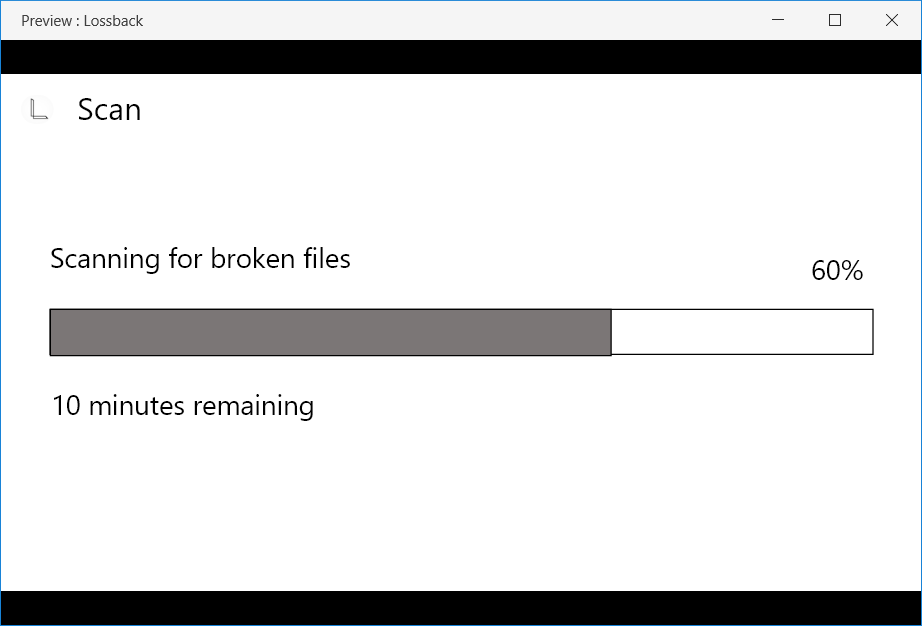 Preview : Lossback
Scan
Scanning for broken files
60%
10 minutes remaining